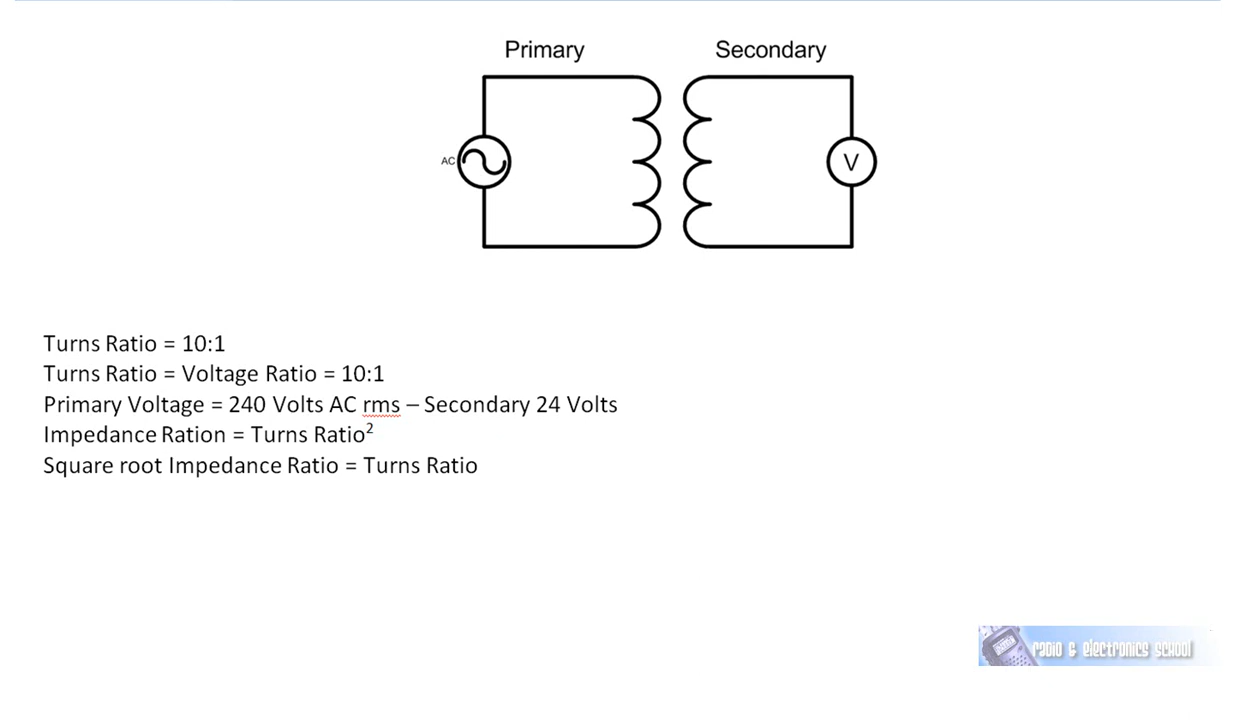 Primary Secondary
AC
V
Turns Ratio = 10:1
Turns Ratio = Voltage Ratio = 10:1
Primary Voltage = 240 Volts AC rms – Secondary 24 Volts
Impedance Ration = Turns Ratio²
Square root Impedance Ratio = Turns Ratio
radio & electronics school